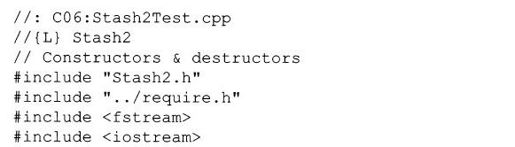 //: C06:Stash2Test.cpp
//{L} Stash2
// Constructors & destructors
#include "Stash2.h"
#include "../require.h"
#include <fstream>
#include <iostream>